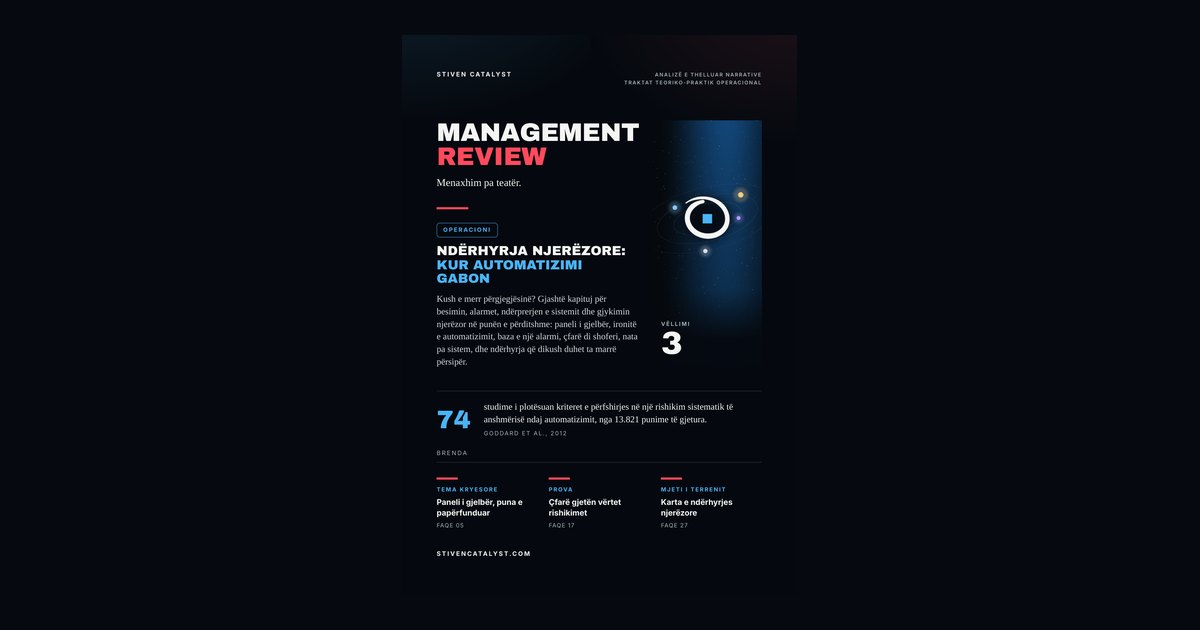 STIVEN CATALYST
ANALIZË E THELLUAR NARRATIVE
TRAKTAT TEORIKO-PRAKTIK OPERACIONAL
MANAGEMENT
REVIEW
Menaxhim pa teatër.
OPERACIONI
NDËRHYRJA NJERËZORE:
KUR AUTOMATIZIMI
GABON
Kush e merr përgjegjësinë? Gjashtë kapituj për
besimin, alarmet, ndërprerjen e sistemit dhe gjykimin
njerëzor në punën e përditshme: paneli i gjelbër, ironitë
e automatizimit, baza e një alarmi, çfarë di shoferi, nata
pa sistem, dhe ndërhyrja që dikush duhet ta marrë
përsipër.
VËLLIMI
3
74
studime i plotësuan kriteret e përfshirjes në një rishikim sistematik të
anshmërisë ndaj automatizimit, nga 13.821 punime të gjetura.
GODDARD ET AL., 2012
BRENDA
TEMA KRYESORE
Paneli i gjelbër, puna e
papërfunduar
FAQE 05
PROVA
Çfarë gjetën vërtet
rishikimet
FAQE 17
MJETI I TERRENIT
Karta e ndërhyrjes
njerëzore
FAQE 27
STIVENCATALYST.COM